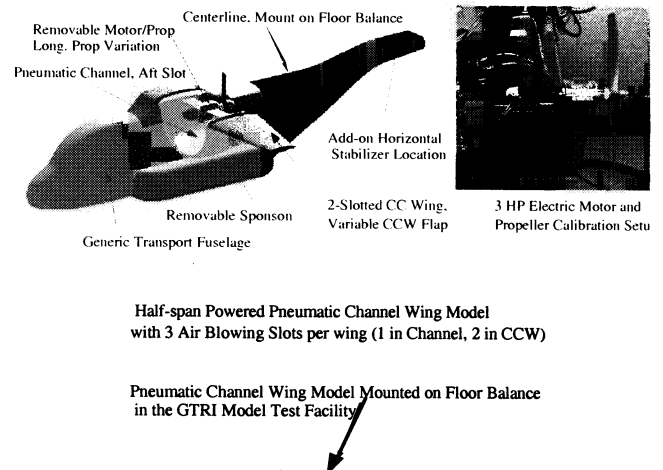 Centerline, Mount on Floor Balance
Removable Motor/Prop
Long. Prop Variation
Pneumatic Channel, Aft Slot
Add-on Horizontal
Stabilizer Location
Removable Sponson
2-Slotted CC Wing,
Variable CCW Flap
3 HP Electric Motor and
Propeller Calibration Setu
Generic Transport Fuselage
Half-span Powered Pneumatic Channel Wing Model
with 3 Air Blowing Slots per wing (1 in Channel, 2 in CCW)
Pneumatic Channel Wing Model Mounted on Floor Balance
in the GTRI Model Test Facility